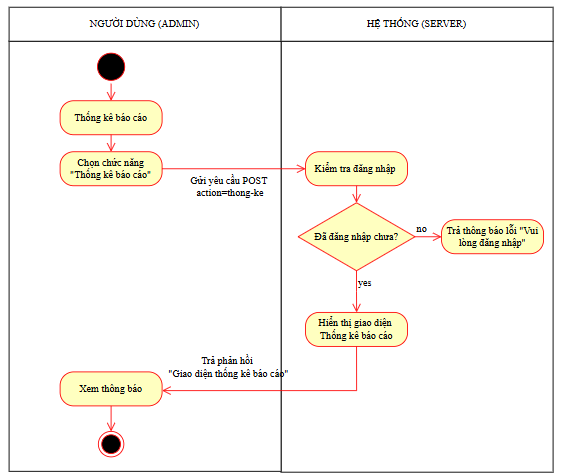 NGƯỜI DÙNG (ADMIN)
HỆ THỐNG (SERVER)
Thống kê báo cáo
Chọn chức năng
"Thống kê báo cáo"
Gửi yêu cầu POST
action=thong-ke
Kiểm tra đăng nhập
Đã đăng nhập chưa?
no
Trả thông báo lỗi "Vui
lòng đăng nhập"
yes
Hiển thị giao diện
Thống kê báo cáo
Trả phản hồi
"Giao diện thống kê báo cáo"
Xem thông báo